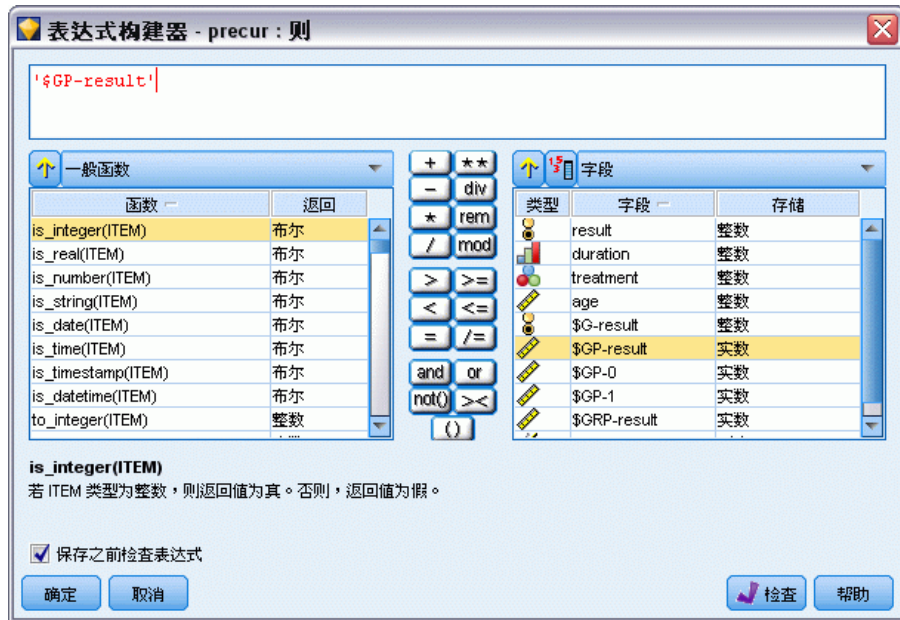 表达式构建器 - precur : 则
'$GP-result'
一般函数
函数 返回
is_integer(ITEM) 布尔
is_real(ITEM) 布尔
is_number(ITEM) 布尔
is_string(ITEM) 布尔
is_date(ITEM) 布尔
is_time(ITEM) 布尔
is_timestamp(ITEM) 布尔
is_datetime(ITEM) 布尔
to_integer(ITEM) 整数
+ **
- div
* rem
/ mod
> >=
< <=
= /=
and or
not() ><
()
字段
类型 字段 存储
result 整数
duration 整数
treatment 整数
age 整数
$G-result 整数
$GP-result 实数
$GP-0 实数
$GP-1 实数
$GRP-result 实数
is_integer(ITEM)
若 ITEM 类型为整数，则返回值为真。否则，返回值为假。
保存之前检查表达式
确定 取消 检查 帮助